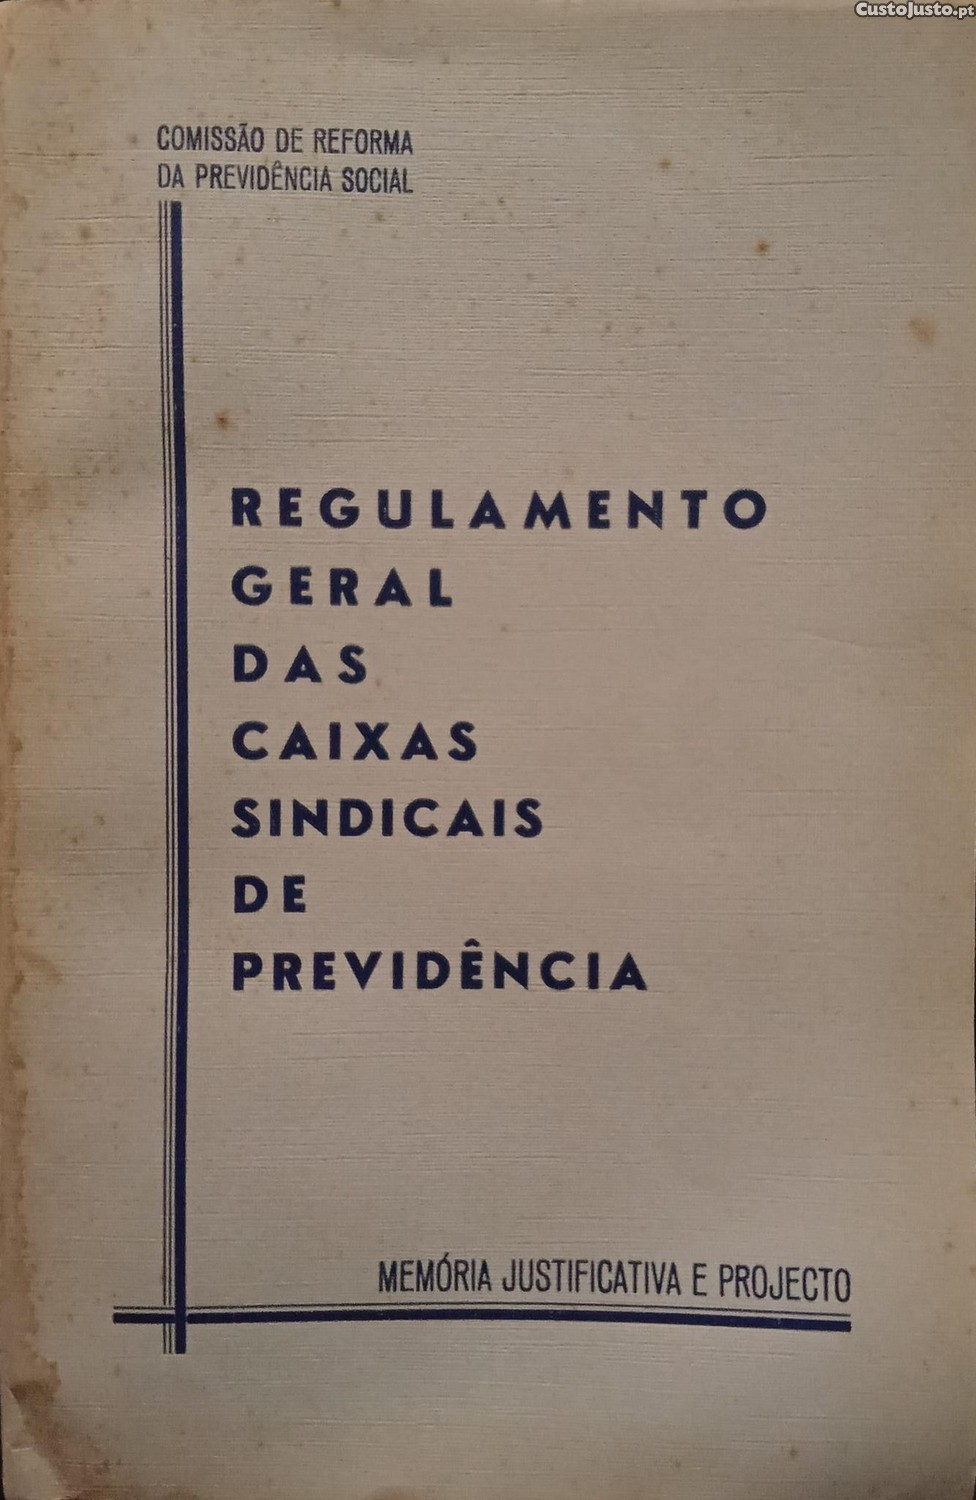 CustoJusto.pt
COMISSÃO DE REFORMA
DA PREVIDÊNCIA SOCIAL
REGULAMENTO
GERAL
DAS
CAIXAS
SINDICAIS
DE
PREVIDÊNCIA
MEMÓRIA JUSTIFICATIVA E PROJECTO